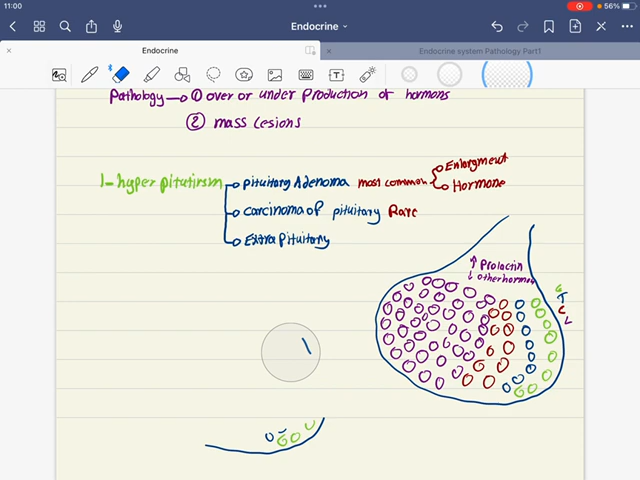 11:00
56%
Endocrine
Endocrine
Endocrine system Pathology Part1
Pathology → ① over or under Production of hormons
② mass lesions
1- hyper pitutirsm
pituitary Adenoma most common
Enlargment
Hormone
carcinoma of pituitary Rare
Extra Pituitary
↑ Prolactin
↓ other hormon